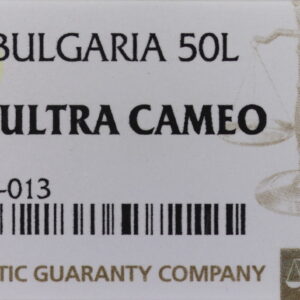 BULGARIA 50L
ULTRA CAMEO
-013
TIC GUARANTY COMPANY